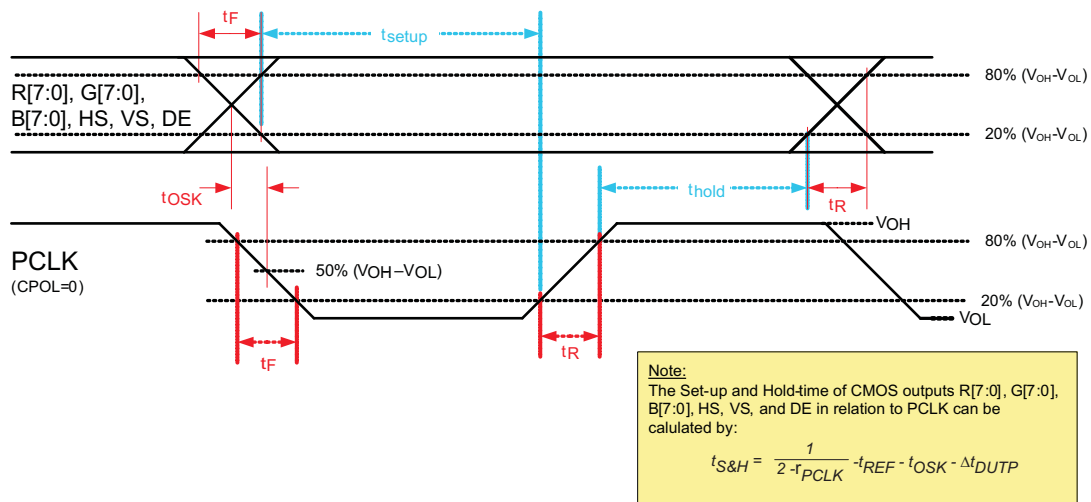 tF
tsetup
80% (VOH-VOL)
R[7:0], G[7:0],
B[7:0], HS, VS, DE
20% (VOH-VOL)
tOSK
thold
tR
VOH
80% (VOH-VOL)
PCLK
(CPOL=0)
50% (VOH–VOL)
20% (VOH-VOL)
VOL
tF
tR
Note:
The Set-up and Hold-time of CMOS outputs R[7:0], G[7:0],
B[7:0], HS, VS, and DE in relation to PCLK can be
calulated by:
tS&H = 1 / 2 -rPCLK -tREF - tOSK - ΔtDUTP